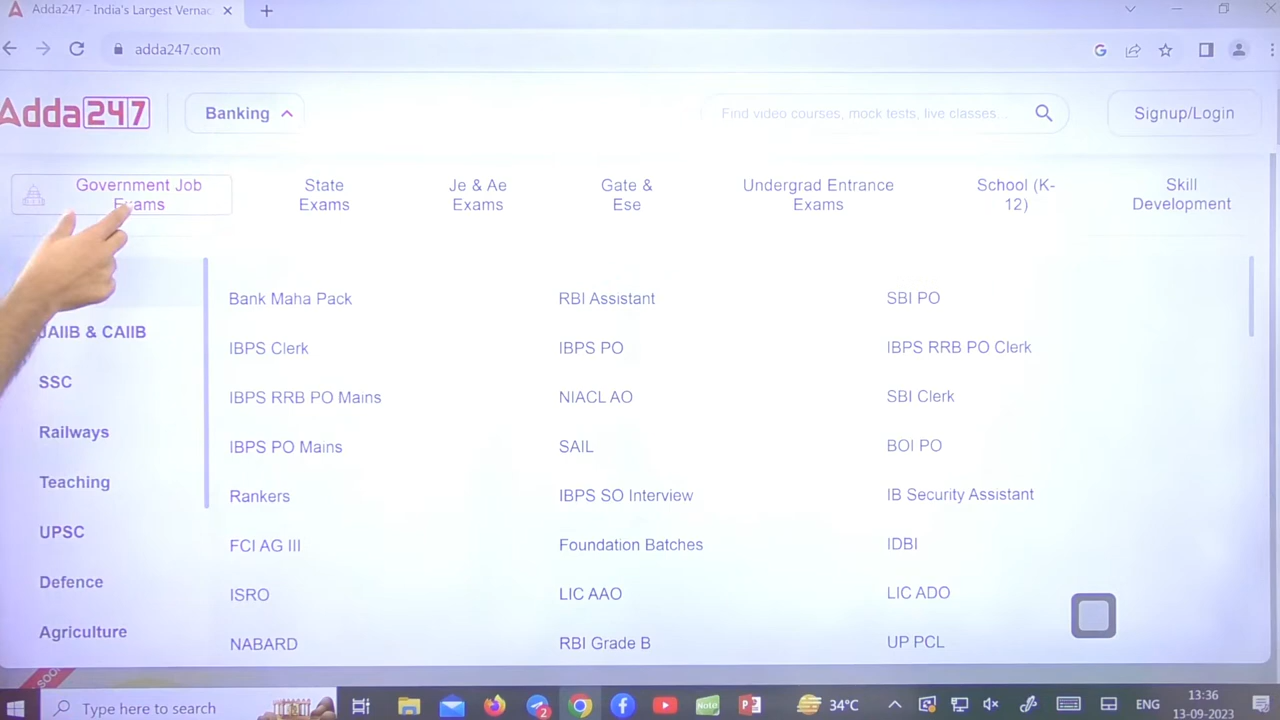 Adda247 - India's Largest Vernac
adda247.com
Adda247
Banking
Find video courses, mock tests, live classes...
Signup/Login
Government Job
Exams
State
Exams
Je & Ae
Exams
Gate &
Ese
Undergrad Entrance
Exams
School (K-
12)
Skill
Development
Bank Maha Pack
RBI Assistant
SBI PO
JAIIB & CAIIB
IBPS Clerk
IBPS PO
IBPS RRB PO Clerk
SSC
IBPS RRB PO Mains
NIACL AO
SBI Clerk
Railways
IBPS PO Mains
SAIL
BOI PO
Teaching
Rankers
IBPS SO Interview
IB Security Assistant
UPSC
FCI AG III
Foundation Batches
IDBI
Defence
ISRO
LIC AAO
LIC ADO
Agriculture
NABARD
RBI Grade B
UP PCL
SOON
Type here to search
2
Note
34°C
ENG
13:36
13-09-2023